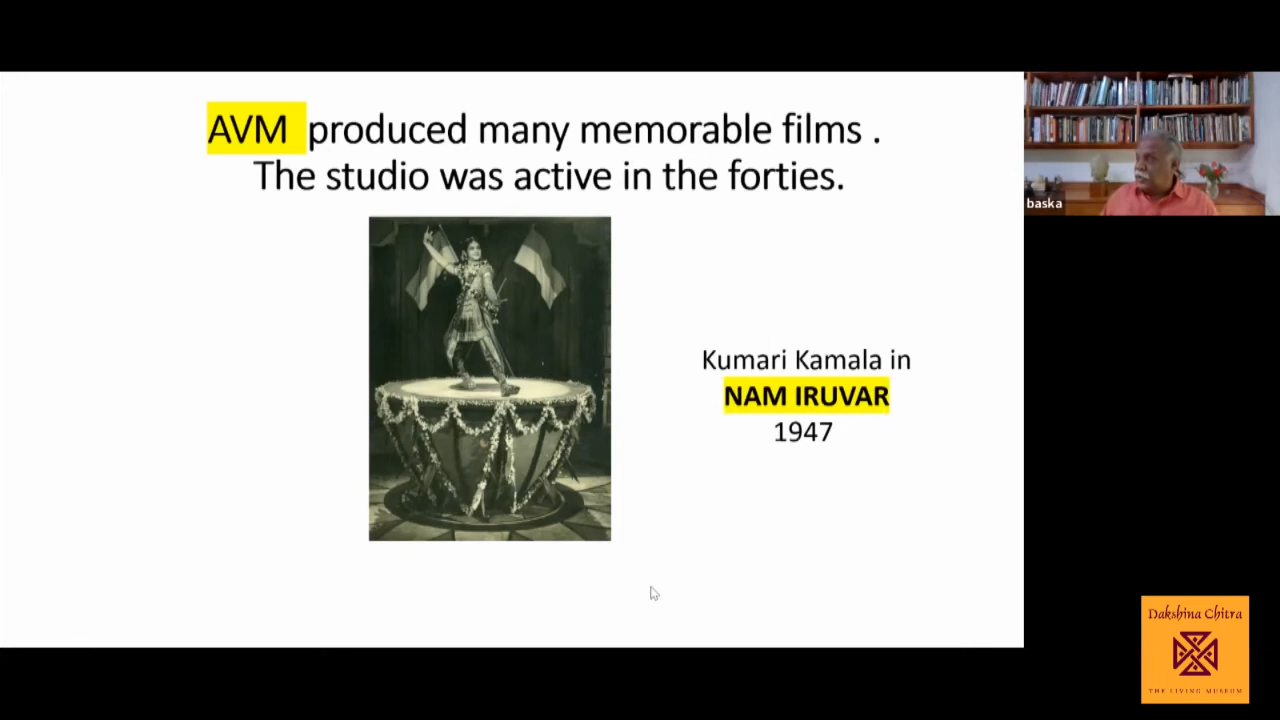 AVM produced many memorable films .
The studio was active in the forties.
Kumari Kamala in
NAM IRUVAR
1947
baska
Dakshina Chitra
THE LIVING MUSEUM